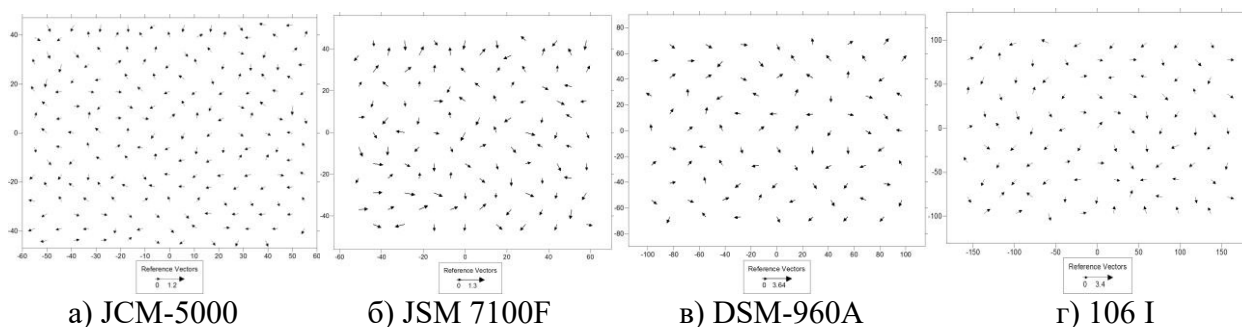 40
20
0
-20
-40
-60 -50 -40 -30 -20 -10 0 10 20 30 40 50 60
Reference Vectors
0 1.2
а) JCM-5000
40
20
0
-20
-40
-60 -40 -20 0 20 40 60
Reference Vectors
0 1.3
б) JSM 7100F
80
60
40
20
0
-20
-40
-60
-80
-100 -80 -60 -40 -20 0 20 40 60 80 100
Reference Vectors
0 3.64
в) DSM-960A
100
50
0
-50
-100
-150 -100 -50 0 50 100 150
Reference Vectors
0 3.4
г) 106 I